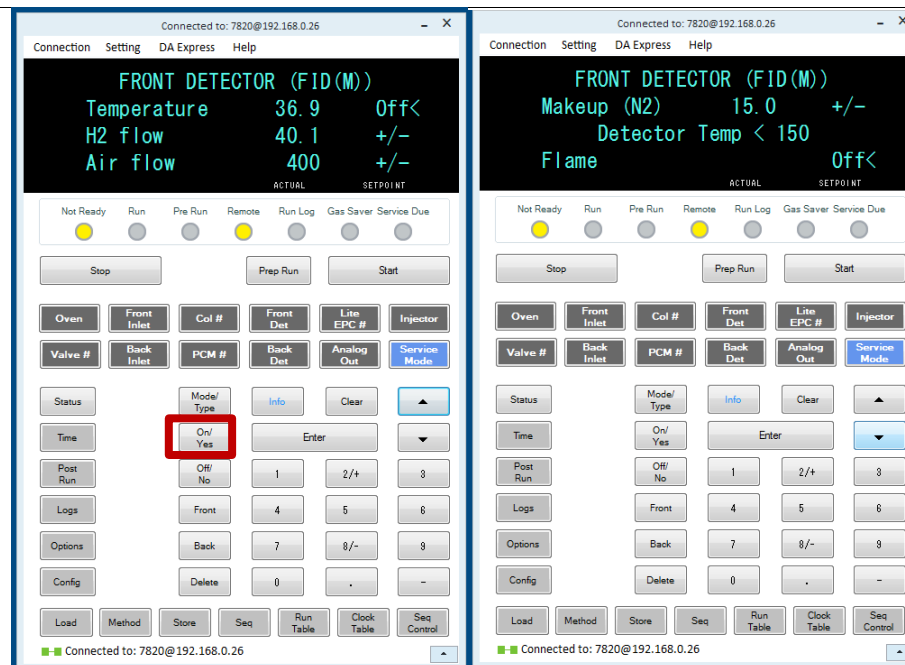 Connected to: 7820@192.168.0.26 – X
Connection Setting DA Express Help
FRONT DETECTOR (FID(M))
Temperature 36.9 Off<
H2 flow 40.1 +/-
Air flow 400 +/-
ACTUAL SETPOINT
Not Ready Run Pre Run Remote Run Log Gas Saver Service Due
Stop Prep Run Start
Oven Front Inlet Col # Front Det Lite EPC # Injector
Valve # Back Inlet PCM # Back Det Analog Out Service Mode
Status Mode/ Type Info Clear ▲
Time On/ Yes Enter ▼
Post Run Off/ No 1 2/+ 3
Logs Front 4 5 6
Options Back 7 8/- 9
Config Delete 0 . -
Load Method Store Seq Run Table Clock Table Seq Control
Connected to: 7820@192.168.0.26
Connected to: 7820@192.168.0.26 – X
Connection Setting DA Express Help
FRONT DETECTOR (FID(M))
Makeup (N2) 15.0 +/-
Detector Temp < 150
Flame Off<
ACTUAL SETPOINT
Not Ready Run Pre Run Remote Run Log Gas Saver Service Due
Stop Prep Run Start
Oven Front Inlet Col # Front Det Lite EPC # Injector
Valve # Back Inlet PCM # Back Det Analog Out Service Mode
Status Mode/ Type Info Clear ▲
Time On/ Yes Enter ▼
Post Run Off/ No 1 2/+ 3
Logs Front 4 5 6
Options Back 7 8/- 9
Config Delete 0 . -
Load Method Store Seq Run Table Clock Table Seq Control
Connected to: 7820@192.168.0.26